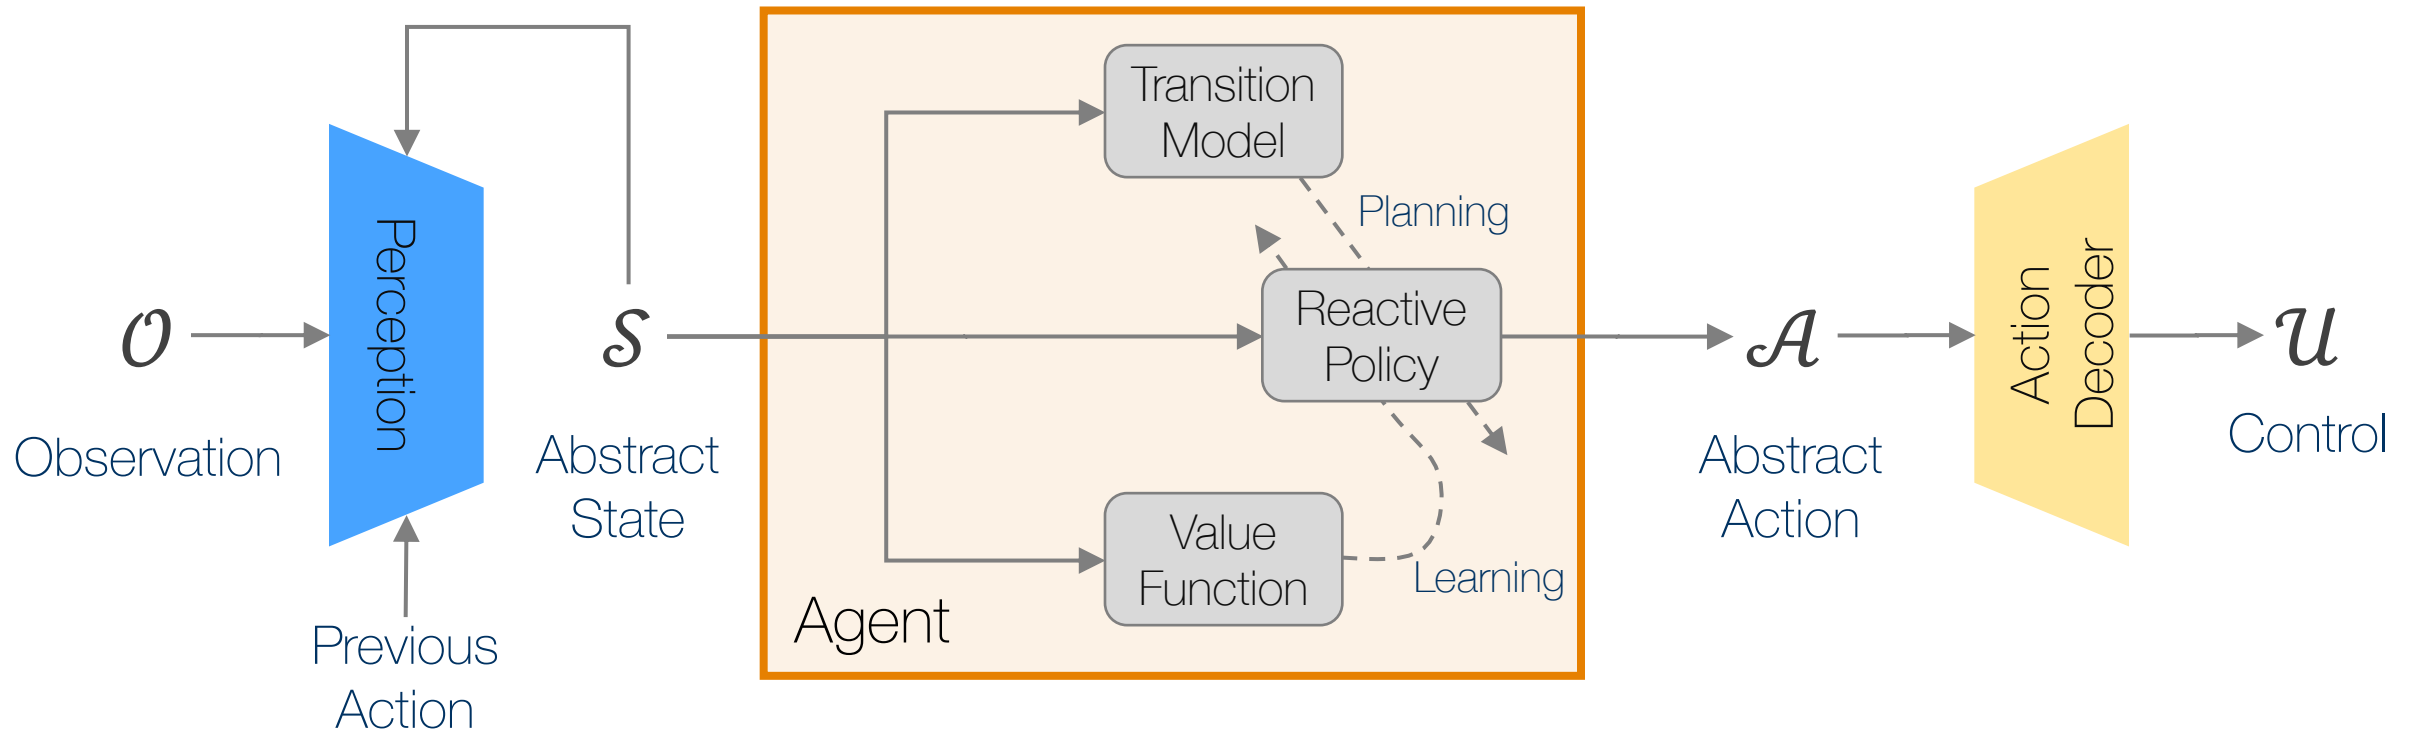 𝒪
Observation
Perception
Previous
Action
𝒮
Abstract
State
Agent
Transition
Model
Planning
Reactive
Policy
Value
Function
Learning
𝒜
Abstract
Action
Action
Decoder
𝒰
Control